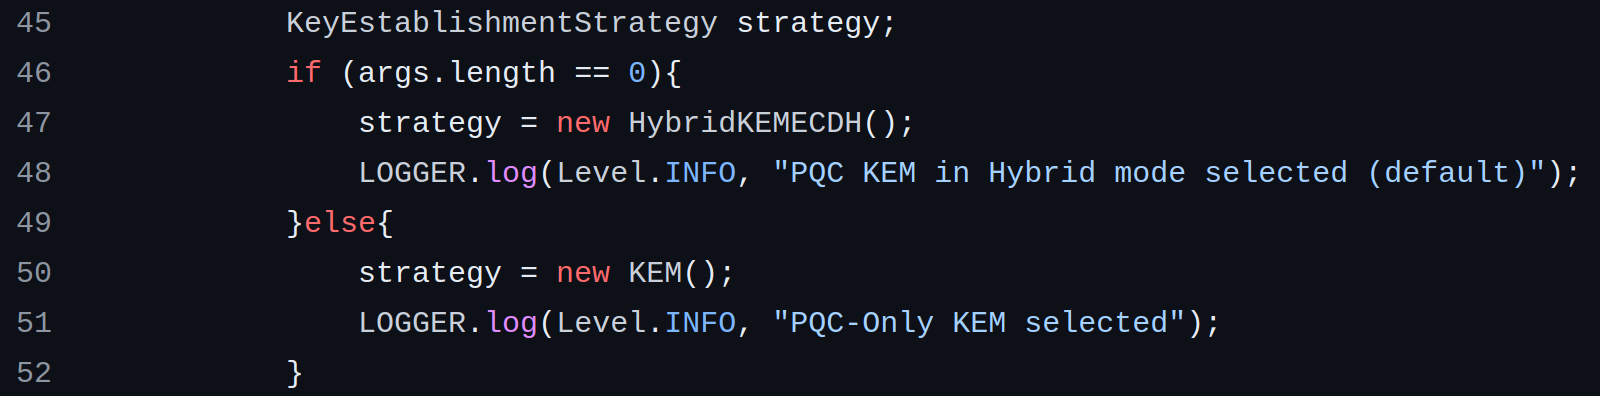 45 KeyEstablishmentStrategy strategy;
46 if (args.length == 0){
47 strategy = new HybridKEMECDH();
48 LOGGER.log(Level.INFO, "PQC KEM in Hybrid mode selected (default)");
49 }else{
50 strategy = new KEM();
51 LOGGER.log(Level.INFO, "PQC-Only KEM selected");
52 }